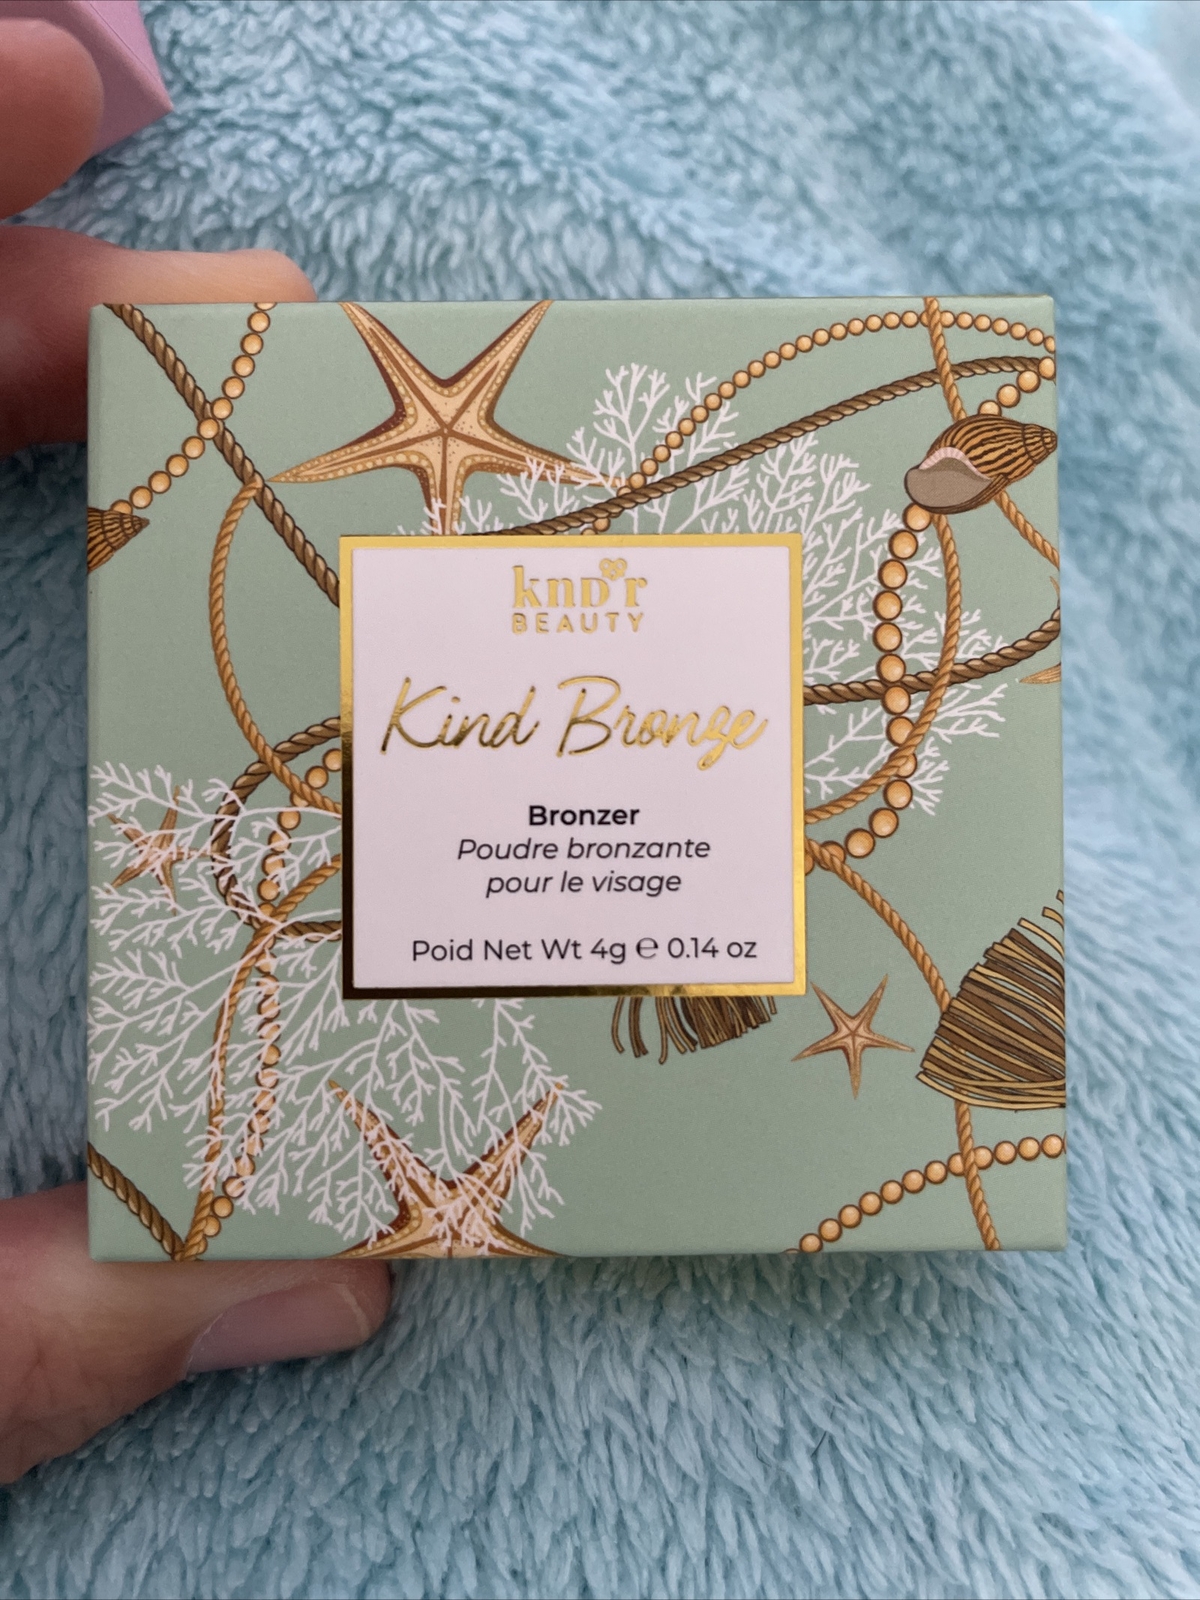 knd'r
BEAUTY
Kind Bronze
Bronzer
Poudre bronzante
pour le visage
Poid Net Wt 4g ℮ 0.14 oz